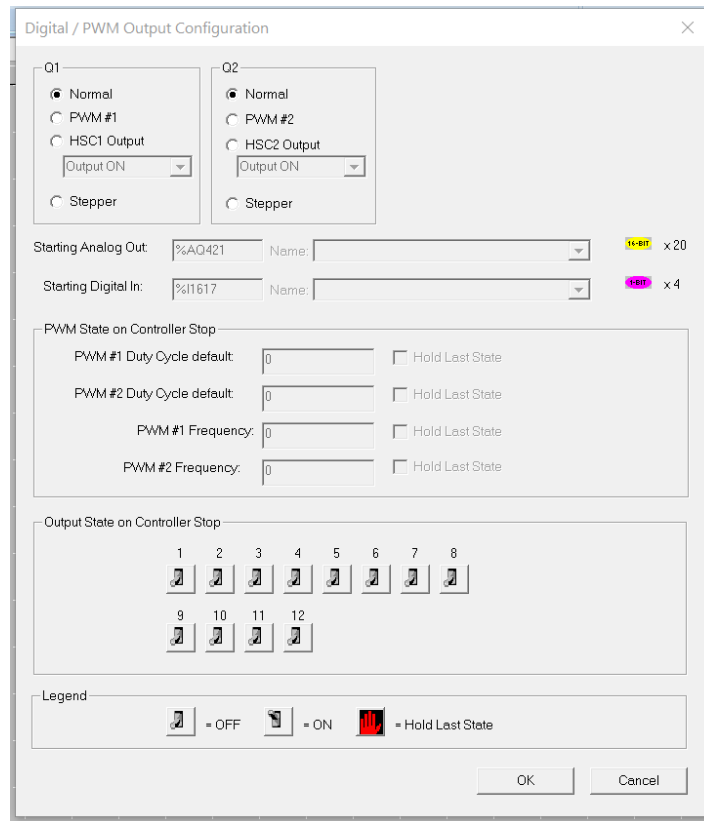 Digital / PWM Output Configuration
Q1
Normal
PWM #1
HSC1 Output
Output ON
Stepper
Q2
Normal
PWM #2
HSC2 Output
Output ON
Stepper
Starting Analog Out: %AQ421 Name: 16-BIT x 20
Starting Digital In: %I1617 Name: 1-BIT x 4
PWM State on Controller Stop
PWM #1 Duty Cycle default: 0 Hold Last State
PWM #2 Duty Cycle default: 0 Hold Last State
PWM #1 Frequency: 0 Hold Last State
PWM #2 Frequency: 0 Hold Last State
Output State on Controller Stop
1 2 3 4 5 6 7 8
9 10 11 12
Legend
= OFF = ON = Hold Last State
OK Cancel